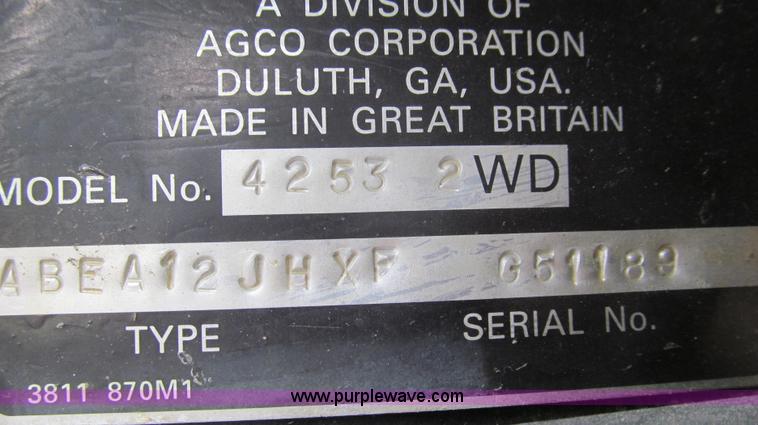 A DIVISION OF
AGCO CORPORATION
DULUTH, GA, USA.
MADE IN GREAT BRITAIN
MODEL No. 4253 2WD
ABEA12JHXF G51189
TYPE SERIAL No.
3811 870M1
www.purplewave.com